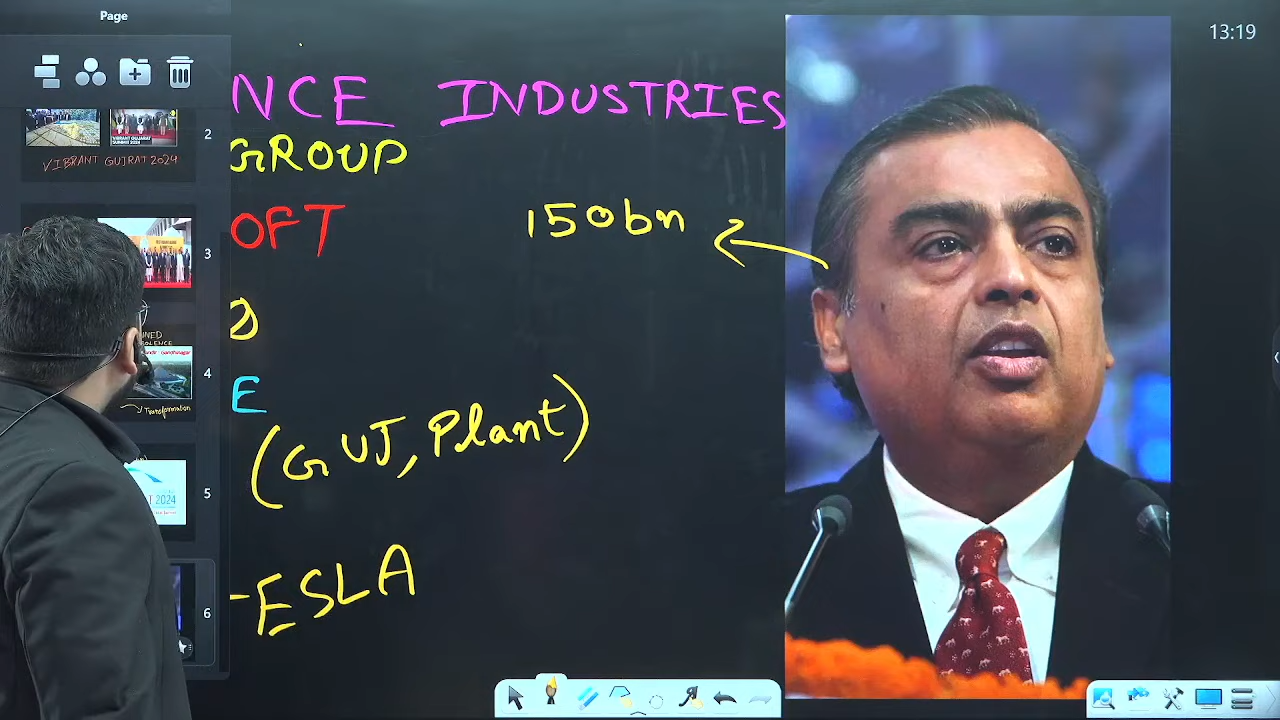 Page
13:19
2
VIBRANT GUJRAT 2024
3
4
Transformation
5
2024
6
NCE INDUSTRIES
GROUP
OFT
150bn
E
(GUJ, Plant)
ESLA